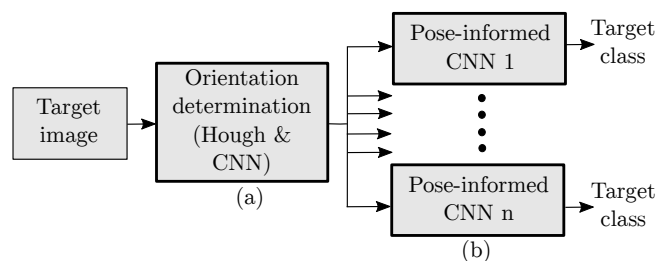 Target
image
Orientation
determination
(Hough &
CNN)
(a)
Pose-informed
CNN 1
Target
class
Pose-informed
CNN n
Target
class
(b)